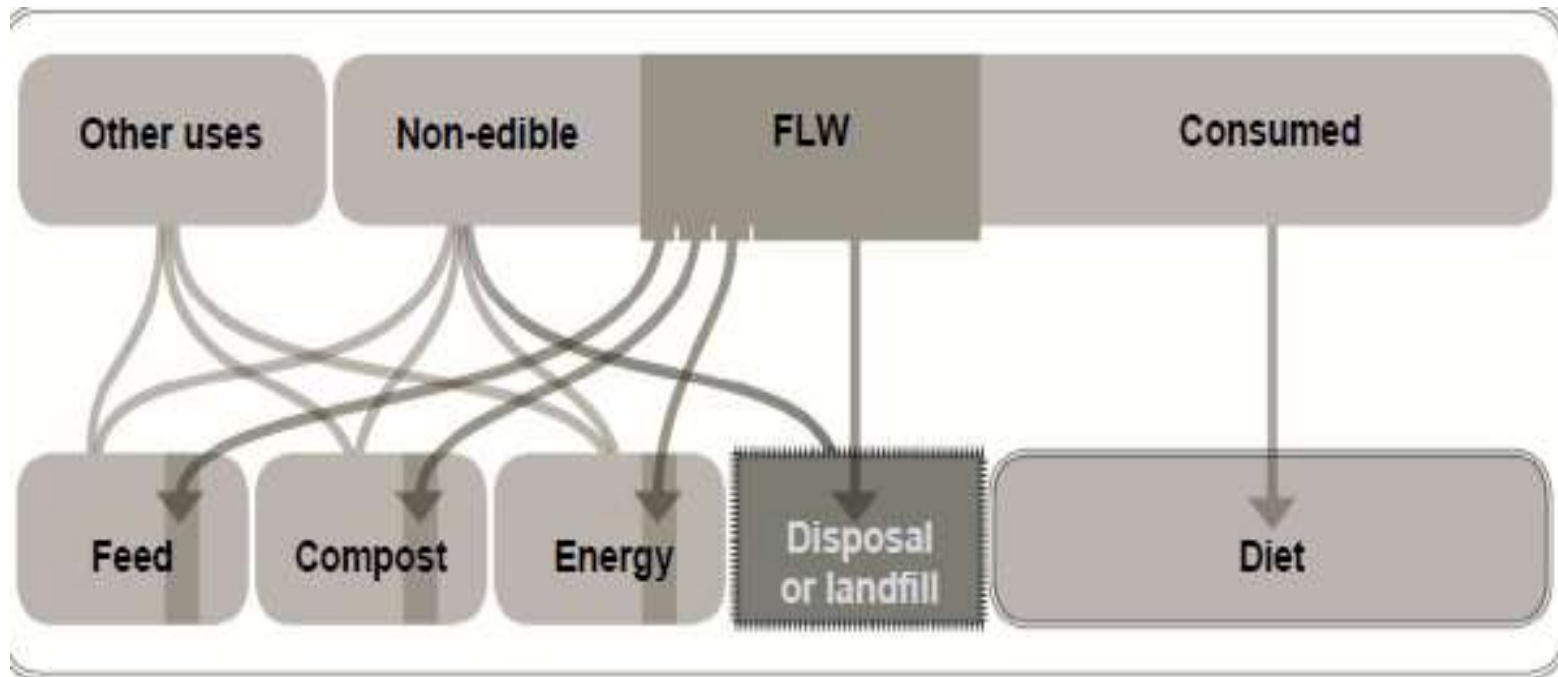 Other uses
Non-edible
FLW
Consumed
Feed
Compost
Energy
Disposal
or landfill
Diet